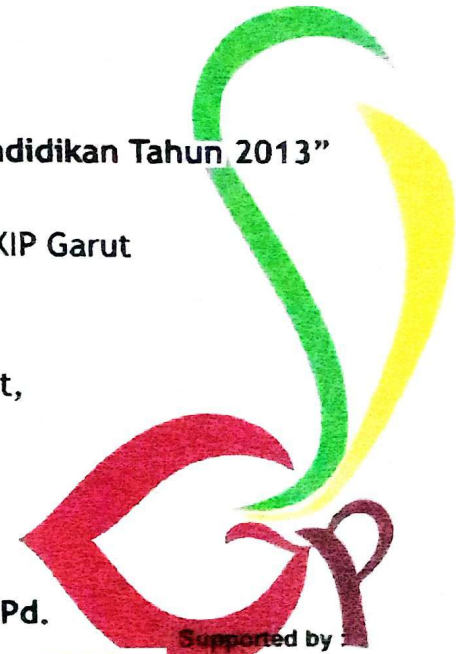 ndidikan Tahun 2013”
KIP Garut
t,
Pd.
Supported by :